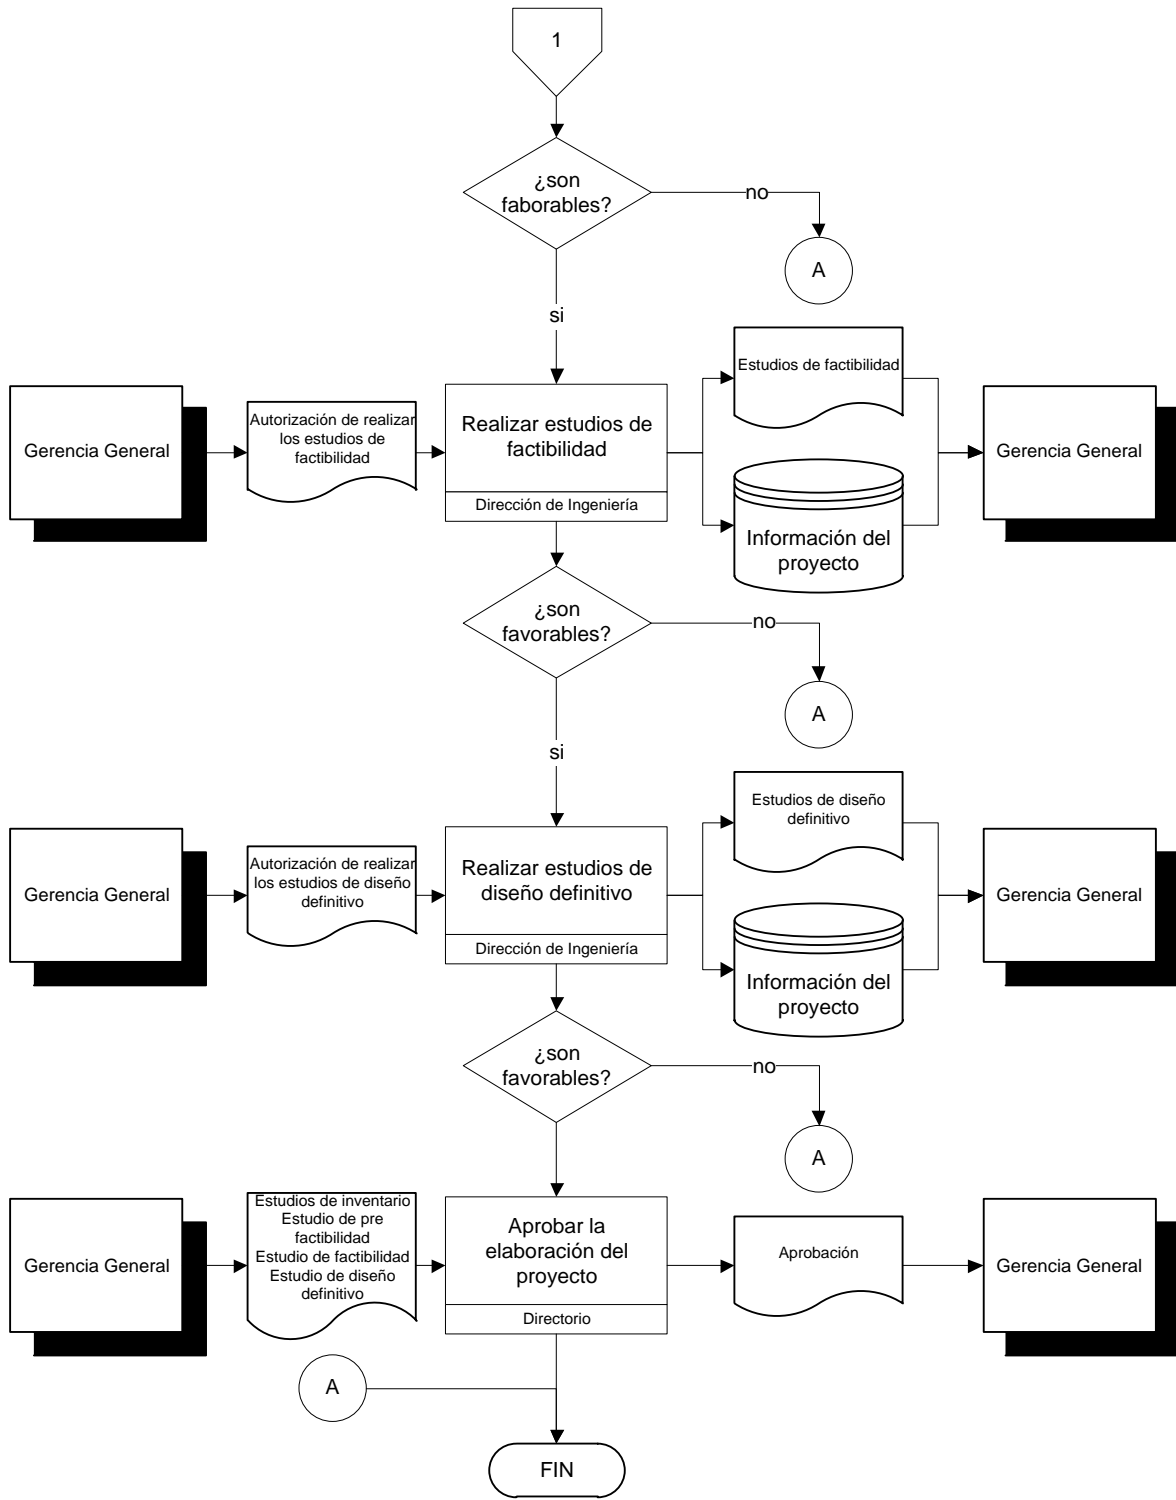 1
¿son
faborables?
no
A
si
Estudios de factibilidad
Gerencia General
Autorización de realizar
los estudios de
factibilidad
Realizar estudios de
factibilidad
Dirección de Ingeniería
Información del
proyecto
Gerencia General
¿son
favorables?
no
A
si
Estudios de diseño
definitivo
Gerencia General
Autorización de realizar
los estudios de diseño
definitivo
Realizar estudios de
diseño definitivo
Dirección de Ingeniería
Información del
proyecto
Gerencia General
¿son
favorables?
no
A
Gerencia General
Estudios de inventario
Estudio de pre
factibilidad
Estudio de factibilidad
Estudio de diseño
definitivo
Aprobar la
elaboración del
proyecto
Directorio
Aprobación
Gerencia General
A
FIN